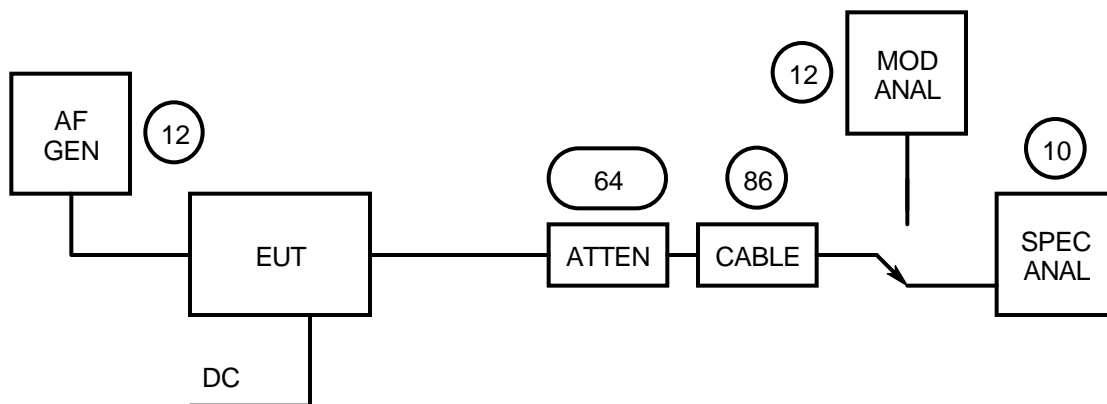 MOD
ANAL
12
AF
GEN
12
10
64
86
EUT
ATTEN
CABLE
SPEC
ANAL
DC